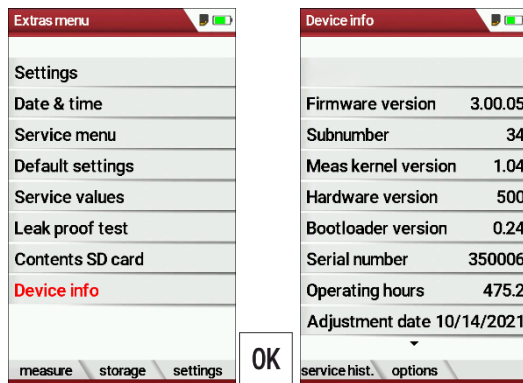 Extras menu
Settings
Date & time
Service menu
Default settings
Service values
Leak proof test
Contents SD card
Device info
measure storage settings
OK
Device info
Firmware version 3.00.05
Subnumber 34
Meas kernel version 1.04
Hardware version 500
Bootloader version 0.24
Serial number 350006
Operating hours 475.2
Adjustment date 10/14/2021
service hist. options